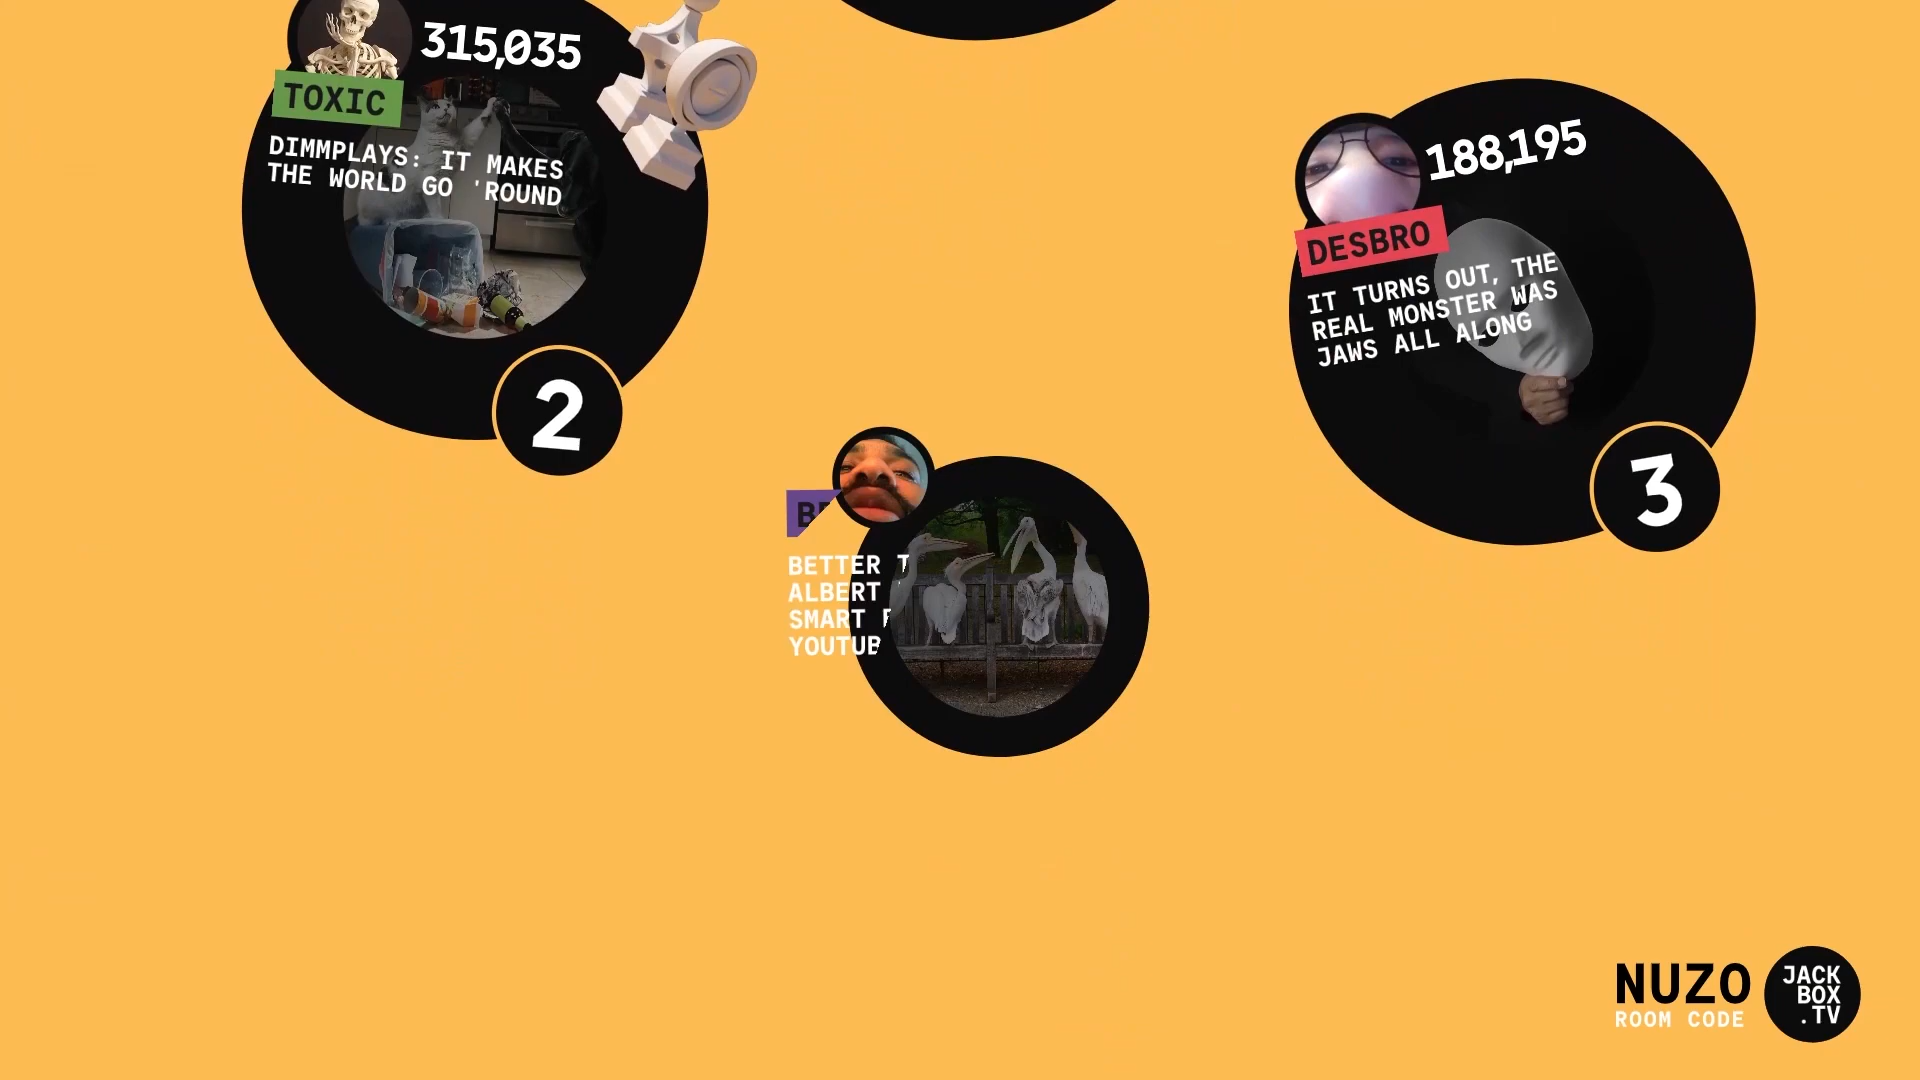 315,035
TOXIC
DIMMPLAYS: IT MAKES
THE WORLD GO 'ROUND
2
188,195
DESBRO
IT TURNS OUT, THE
REAL MONSTER WAS
JAWS ALL ALONG
3
BETTER
ALBERT
SMART
NUZO
ROOM CODE
JACK
BOX
.TV